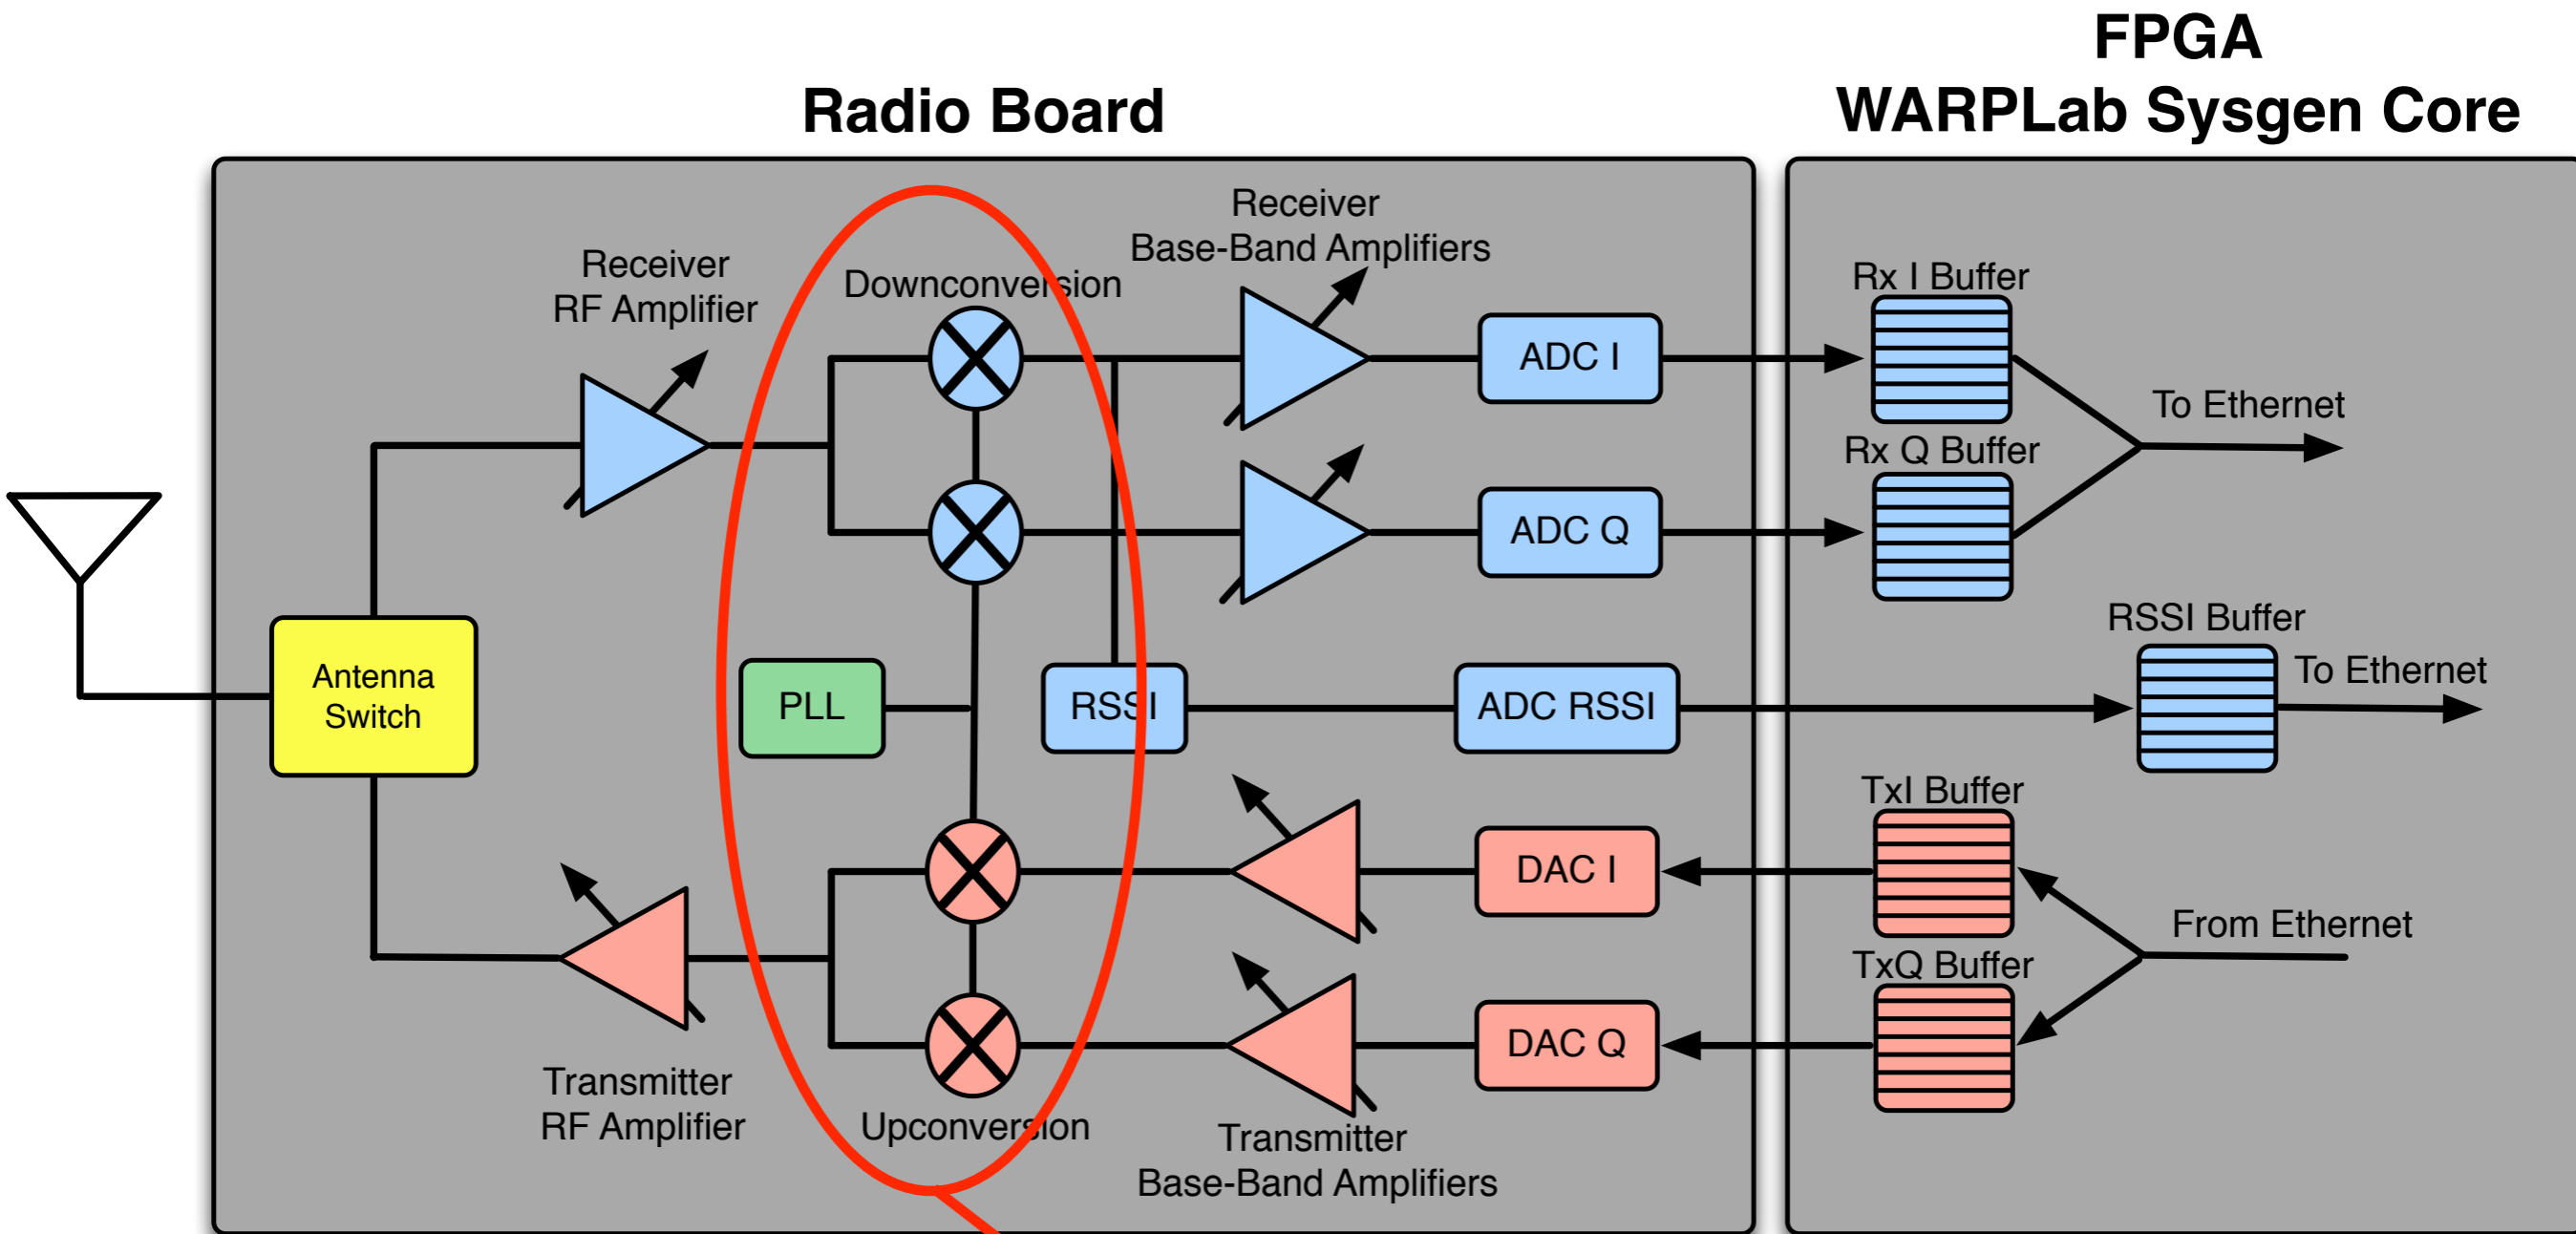 FPGA
WARPLab Sysgen Core
Radio Board
Receiver
Base-Band Amplifiers
Receiver
RF Amplifier
Downconversion
Rx I Buffer
ADC I
To Ethernet
Rx Q Buffer
ADC Q
RSSI Buffer
To Ethernet
Antenna
Switch
PLL
RSSI
ADC RSSI
TxI Buffer
DAC I
From Ethernet
TxQ Buffer
DAC Q
Transmitter
RF Amplifier
Upconversion
Transmitter
Base-Band Amplifiers